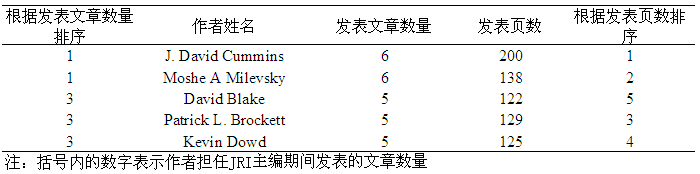 根据发表文章数量排序 作者姓名 发表文章数量 发表页数 根据发表页数排序
1 J. David Cummins 6 200 1
1 Moshe A Milevsky 6 138 2
3 David Blake 5 122 5
3 Patrick L. Brockett 5 129 3
3 Kevin Dowd 5 125 4
注：括号内的数字表示作者担任JRI主编期间发表的文章数量